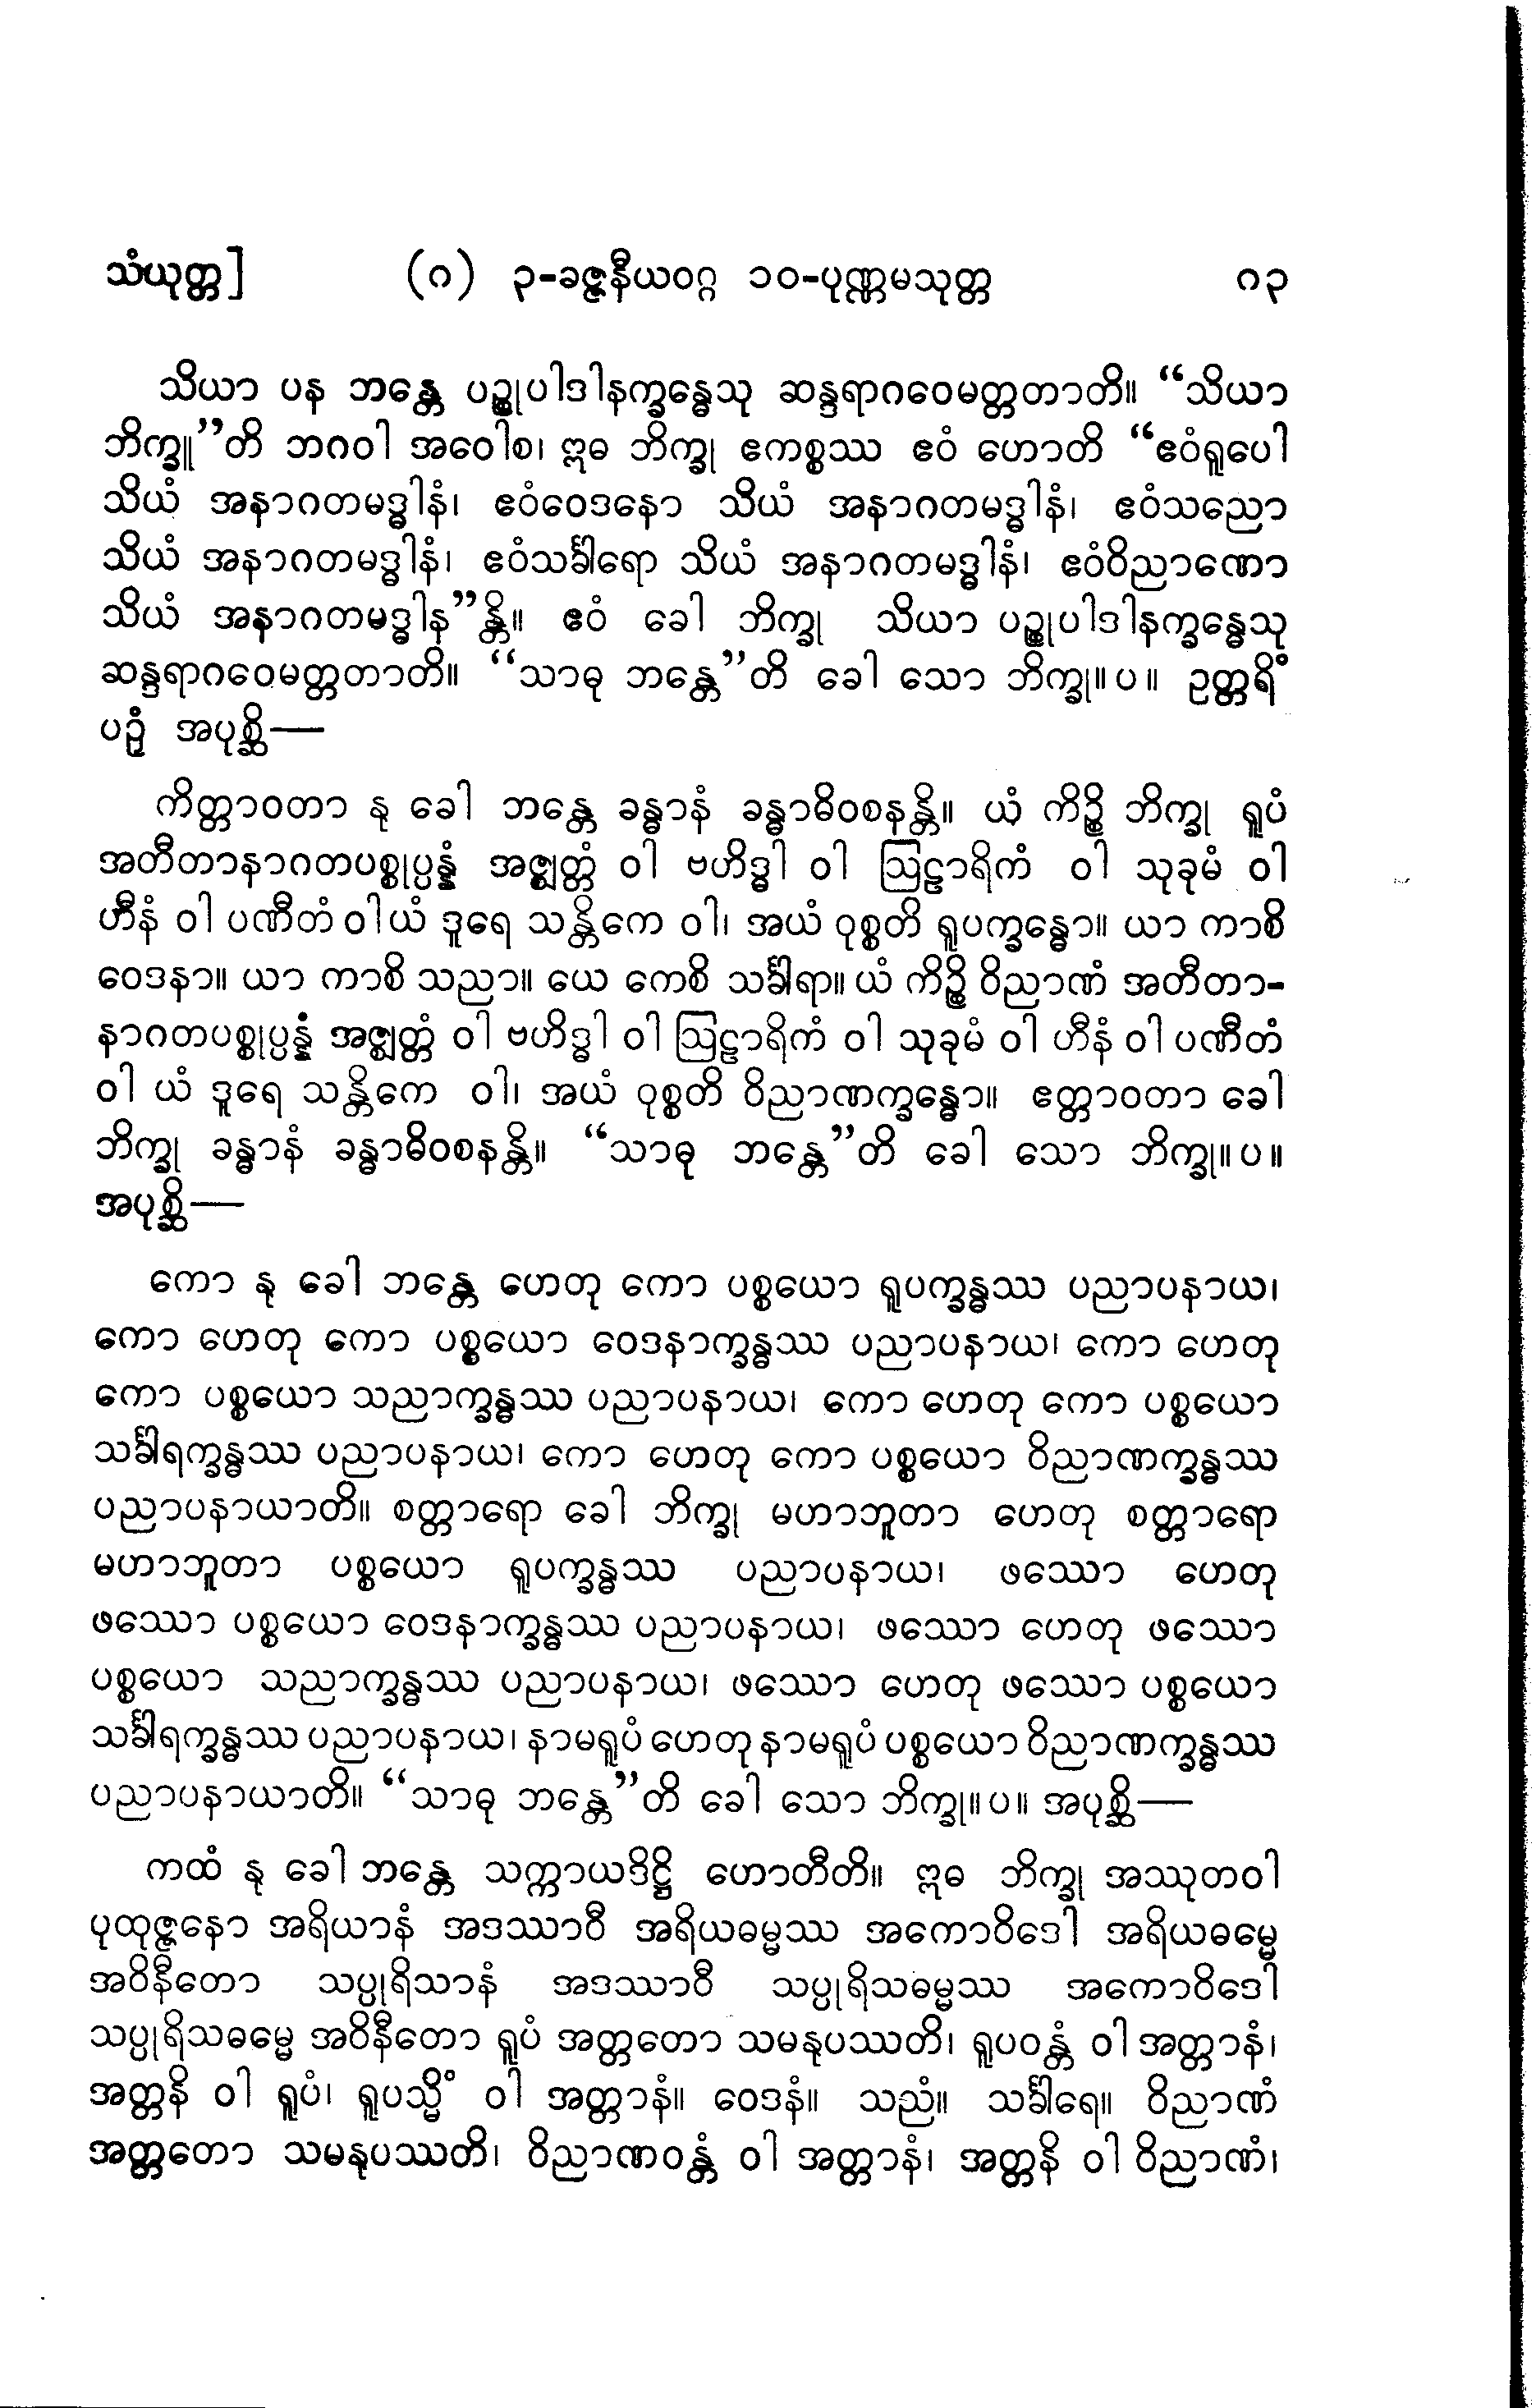 သံယုတ္တ] (ဂ) ၃-ခဇ္ဇနီယဝဂ္ဂ ၁၀-ပုဏ္ဏမသုတ္တ ဂ၃
သိယာ ပန ဘန္တေ ပဉ္စုပါဒါနက္ခန္ဓေသု ဆန္ဒရာဂဝေမတ္တတာတိ။ “သိယာ
ဘိက္ခူ”တိ ဘဂဝါ အဝေါစ၊ ဣဓ ဘိက္ခု ဧကစ္စဿ ဧဝံ ဟောတိ “ဧဝံရူပေါ
သိယံ အနာဂတမဒ္ဓါနံ၊ ဧဝံဝေဒနော သိယံ အနာဂတမဒ္ဓါနံ၊ ဧဝံသညော
သိယံ အနာဂတမဒ္ဓါနံ၊ ဧဝံသင်္ခါရော သိယံ အနာဂတမဒ္ဓါနံ၊ ဧဝံဝိညာဏော
သိယံ အနာဂတမဒ္ဓါန”န္တိ။ ဧဝံ ခေါ ဘိက္ခု သိယာ ပဉ္စုပါဒါနက္ခန္ဓေသု
ဆန္ဒရာဂဝေမတ္တတာတိ။ “သာဓု ဘန္တေ”တိ ခေါ သော ဘိက္ခု။ပ။ ဥတ္တရိံ
ပဉှံ အပုစ္ဆိ—
ကိတ္တာဝတာ နု ခေါ ဘန္တေ ခန္ဓာနံ ခန္ဓာဓိဝစနန္တိ။ ယံ ကိဉ္စိ ဘိက္ခု ရူပံ
အတီတာနာဂတပစ္စုပ္ပန္နံ အဇ္ဈတ္တံ ဝါ ဗဟိဒ္ဓါ ဝါ ဩဠာရိကံ ဝါ သုခုမံ ဝါ
ဟီနံ ဝါ ပဏီတံ ဝါ ယံ ဒူရေ သန္တိကေ ဝါ၊ အယံ ဝုစ္စတိ ရူပက္ခန္ဓော။ ယာ ကာစိ
ဝေဒနာ။ ယာ ကာစိ သညာ။ ယေ ကေစိ သင်္ခါရာ။ ယံ ကိဉ္စိ ဝိညာဏံ အတီတာ-
နာဂတပစ္စုပ္ပန္နံ အဇ္ဈတ္တံ ဝါ ဗဟိဒ္ဓါ ဝါ ဩဠာရိကံ ဝါ သုခုမံ ဝါ ဟီနံ ဝါ ပဏီတံ
ဝါ ယံ ဒူရေ သန္တိကေ ဝါ၊ အယံ ဝုစ္စတိ ဝိညာဏက္ခန္ဓော။ ဧတ္တာဝတာ ခေါ
ဘိက္ခု ခန္ဓာနံ ခန္ဓာဓိဝစနန္တိ။ “သာဓု ဘန္တေ”တိ ခေါ သော ဘိက္ခု။ပ။
အပုစ္ဆိ—
ကော နု ခေါ ဘန္တေ ဟေတု ကော ပစ္စယော ရူပက္ခန္ဓဿ ပညာပနာယ၊
ကော ဟေတု ကော ပစ္စယော ဝေဒနာက္ခန္ဓဿ ပညာပနာယ၊ ကော ဟေတု
ကော ပစ္စယော သညာက္ခန္ဓဿ ပညာပနာယ၊ ကော ဟေတု ကော ပစ္စယော
သင်္ခါရက္ခန္ဓဿ ပညာပနာယ၊ ကော ဟေတု ကော ပစ္စယော ဝိညာဏက္ခန္ဓဿ
ပညာပနာယာတိ။ စတ္တာရော ခေါ ဘိက္ခု မဟာဘူတာ ဟေတု စတ္တာရော
မဟာဘူတာ ပစ္စယော ရူပက္ခန္ဓဿ ပညာပနာယ၊ ဖဿော ဟေတု
ဖဿော ပစ္စယော ဝေဒနာက္ခန္ဓဿ ပညာပနာယ၊ ဖဿော ဟေတု ဖဿော
ပစ္စယော သညာက္ခန္ဓဿ ပညာပနာယ၊ ဖဿော ဟေတု ဖဿော ပစ္စယော
သင်္ခါရက္ခန္ဓဿ ပညာပနာယ၊ နာမရူပံ ဟေတု နာမရူပံ ပစ္စယော ဝိညာဏက္ခန္ဓဿ
ပညာပနာယာတိ။ “သာဓု ဘန္တေ”တိ ခေါ သော ဘိက္ခု။ပ။ အပုစ္ဆိ—
ကထံ နု ခေါ ဘန္တေ သက္ကာယဒိဋ္ဌိ ဟောတီတိ။ ဣဓ ဘိက္ခု အဿုတဝါ
ပုထုဇ္ဇနော အရိယာနံ အဒဿာဝီ အရိယဓမ္မဿ အကောဝိဒေါ အရိယဓမ္မေ
အဝိနီတော သပ္ပုရိသာနံ အဒဿာဝီ သပ္ပုရိသဓမ္မဿ အကောဝိဒေါ
သပ္ပုရိသဓမ္မေ အဝိနီတော ရူပံ အတ္တတော သမနုပဿတိ၊ ရူပဝန္တံ ဝါ အတ္တာနံ၊
အတ္တနိ ဝါ ရူပံ၊ ရူပသ္မိံ ဝါ အတ္တာနံ။ ဝေဒနံ။ သညံ။ သင်္ခါရေ။ ဝိညာဏံ
အတ္တတော သမနုပဿတိ၊ ဝိညာဏဝန္တံ ဝါ အတ္တာနံ၊ အတ္တနိ ဝါ ဝိညာဏံ၊